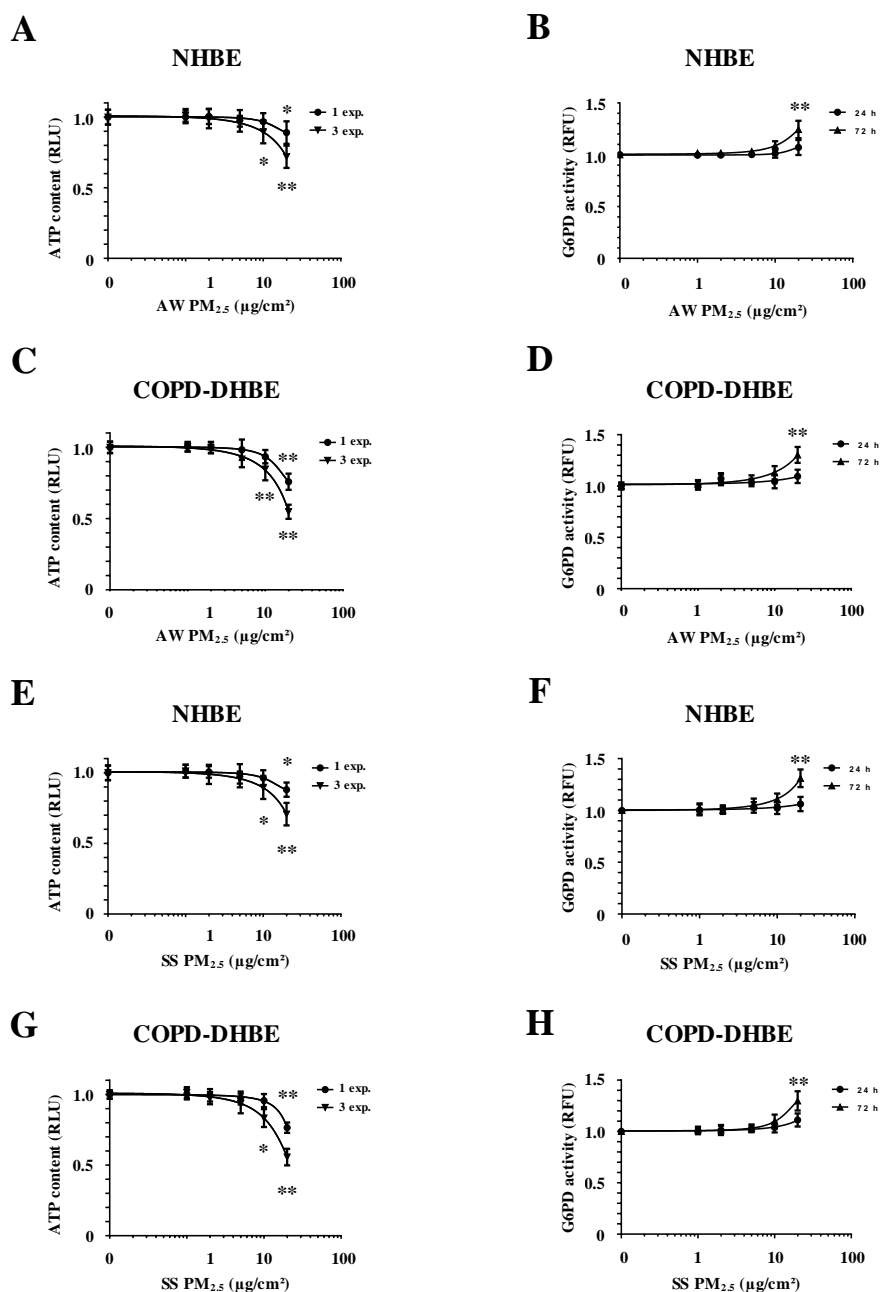 A
NHBE
ATP content (RLU)
1.0
0.5
0
*
*
**
1 exp.
3 exp.
0 1 10 100
AW PM₂.₅ (µg/cm²)
B
NHBE
G6PD activity (RFU)
1.5
1.0
0.5
0
**
24 h
72 h
0 1 10 100
AW PM₂.₅ (µg/cm²)
C
COPD-DHBE
ATP content (RLU)
1.0
0.5
0
**
**
**
1 exp.
3 exp.
0 1 10 100
AW PM₂.₅ (µg/cm²)
D
COPD-DHBE
G6PD activity (RFU)
1.5
1.0
0.5
0
**
24 h
72 h
0 1 10 100
AW PM₂.₅ (µg/cm²)
E
NHBE
ATP content (RLU)
1.0
0.5
0
*
*
**
1 exp.
3 exp.
0 1 10 100
SS PM₂.₅ (µg/cm²)
F
NHBE
G6PD activity (RFU)
1.5
1.0
0.5
0
**
24 h
72 h
0 1 10 100
SS PM₂.₅ (µg/cm²)
G
COPD-DHBE
ATP content (RLU)
1.0
0.5
0
**
*
**
1 exp.
3 exp.
0 1 10 100
SS PM₂.₅ (µg/cm²)
H
COPD-DHBE
G6PD activity (RFU)
1.5
1.0
0.5
0
**
24 h
72 h
0 1 10 100
SS PM₂.₅ (µg/cm²)